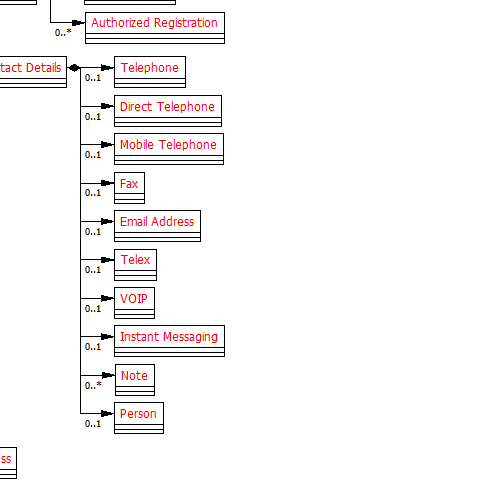 Authorized Registration
0..*
tact Details
Telephone
0..1
Direct Telephone
0..1
Mobile Telephone
0..1
Fax
0..1
Email Address
0..1
Telex
0..1
VOIP
0..1
Instant Messaging
0..1
Note
0..*
Person
0..1
ss